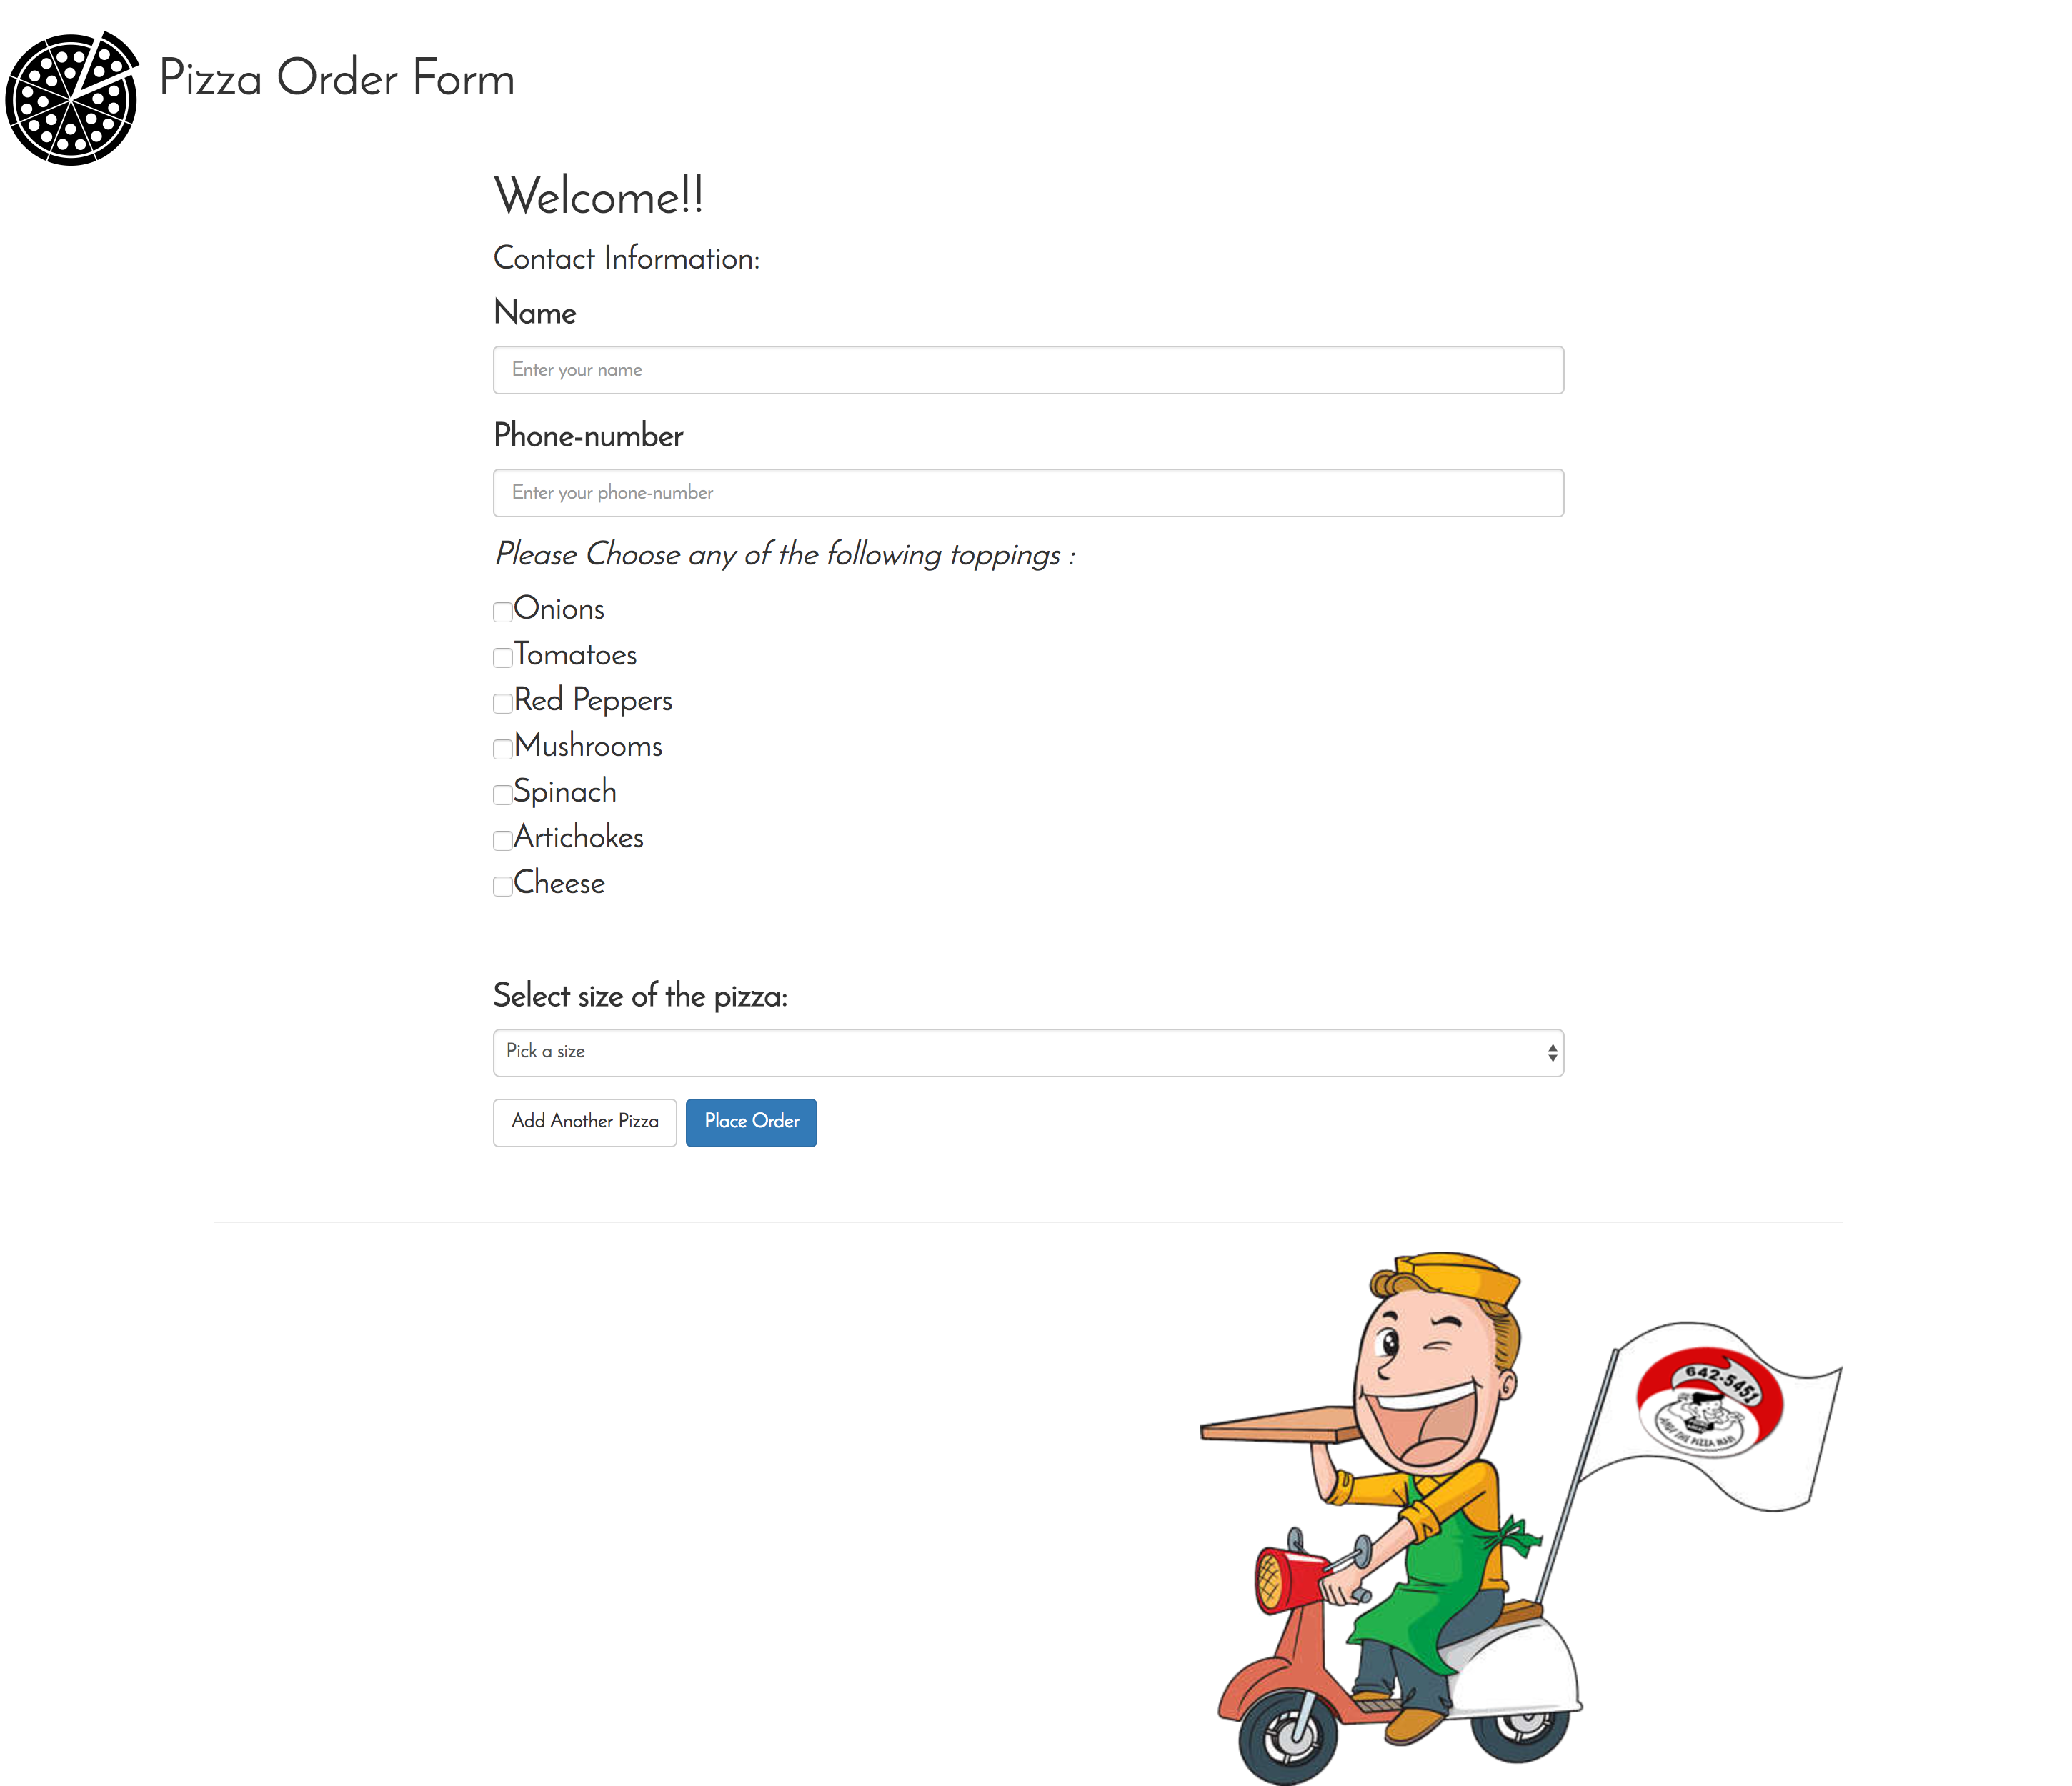 Pizza Order Form
Welcome!!
Contact Information:
Name
Enter your name
Phone-number
Enter your phone-number
Please Choose any of the following toppings :
Onions
Tomatoes
Red Peppers
Mushrooms
Spinach
Artichokes
Cheese
Select size of the pizza:
Pick a size
Add Another Pizza
Place Order
642-5451
THE PIZZA MAN